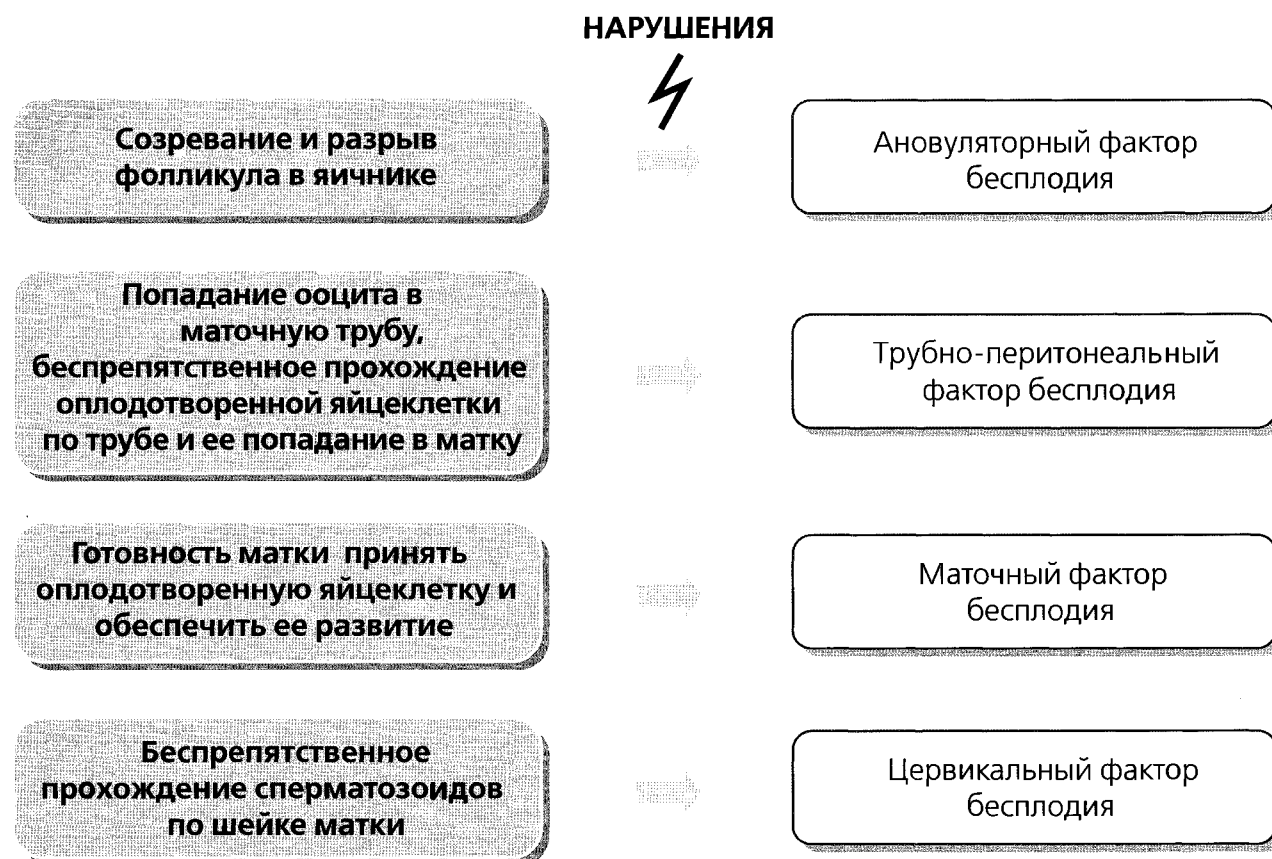 НАРУШЕНИЯ
Созревание и разрыв
фолликула в яичнике
Ановуляторный фактор
бесплодия
Попадание ооцита в
маточную трубу,
беспрепятственное прохождение
оплодотворенной яйцеклетки
по трубе и ее попадание в матку
Трубно-перитонеальный
фактор бесплодия
Готовность матки принять
оплодотворенную яйцеклетку и
обеспечить ее развитие
Маточный фактор
бесплодия
Беспрепятственное
прохождение сперматозоидов
по шейке матки
Цервикальный фактор
бесплодия